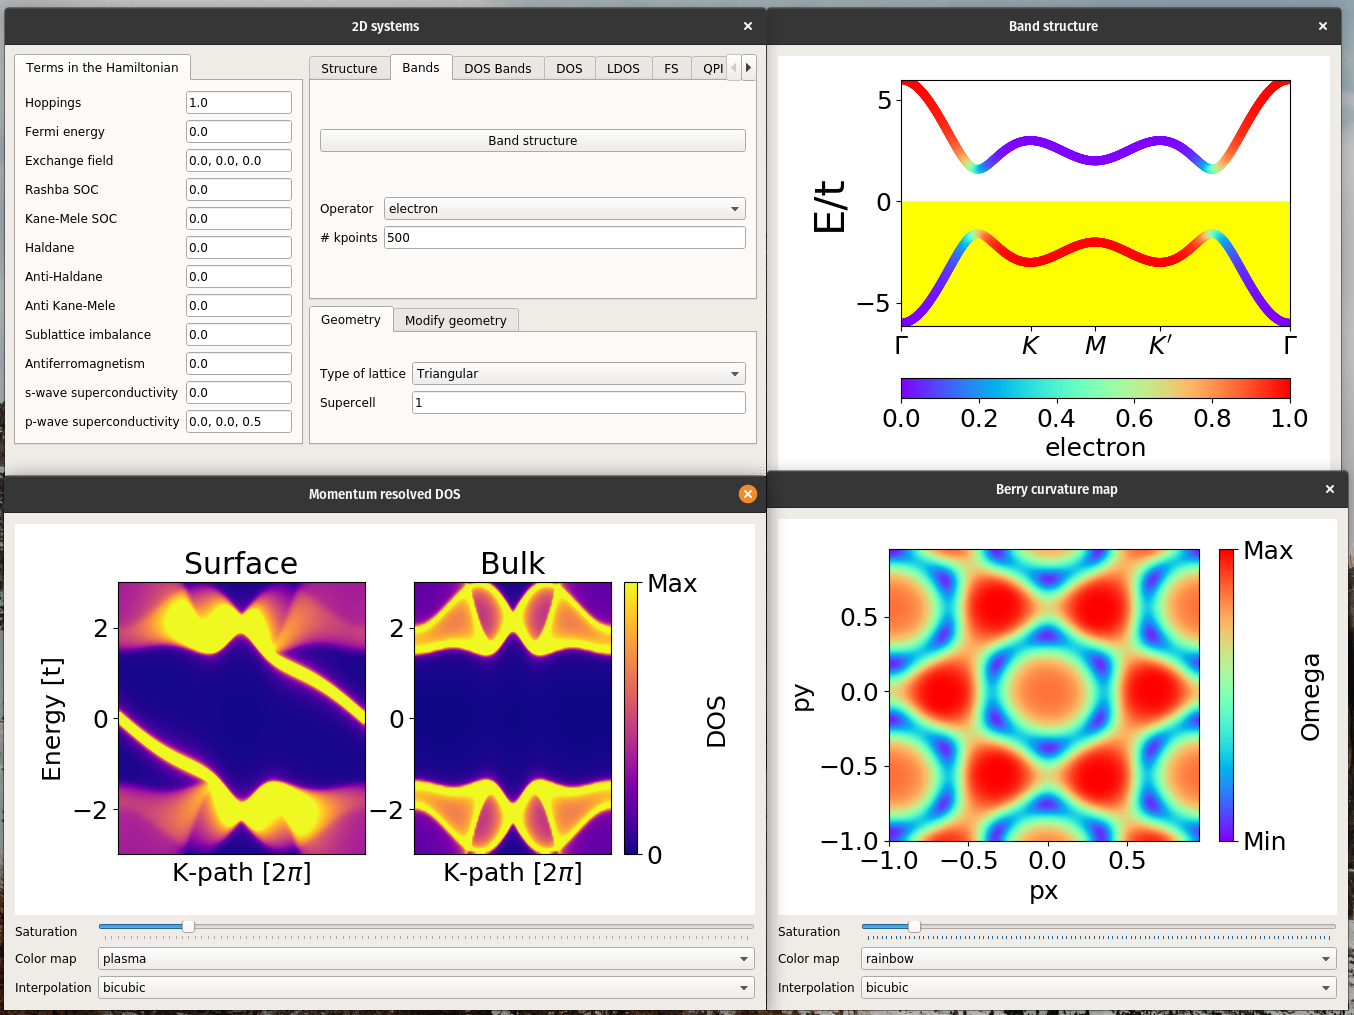 2D systems
Terms in the Hamiltonian
Hoppings 1.0
Fermi energy 0.0
Exchange field 0.0, 0.0, 0.0
Rashba SOC 0.0
Kane-Mele SOC 0.0
Haldane 0.0
Anti-Haldane 0.0
Anti Kane-Mele 0.0
Sublattice imbalance 0.0
Antiferromagnetism 0.0
s-wave superconductivity 0.0
p-wave superconductivity 0.0, 0.0, 0.5
Structure Bands DOS Bands DOS LDOS FS QPI
Band structure
Operator electron
# kpoints 500
Geometry Modify geometry
Type of lattice Triangular
Supercell 1
Band structure
5
0
−5
E/t
Γ K M K′ Γ
0.0 0.2 0.4 0.6 0.8 1.0
electron
Momentum resolved DOS
Surface Bulk
Max
2
0
−2
Energy [t]
K-path [2π]
2
0
−2
K-path [2π]
0
DOS
Saturation
Color map plasma
Interpolation bicubic
Berry curvature map
0.5
0.0
−0.5
−1.0
py
−1.0 −0.5 0.0 0.5
px
Max
Min
Omega
Saturation
Color map rainbow
Interpolation bicubic